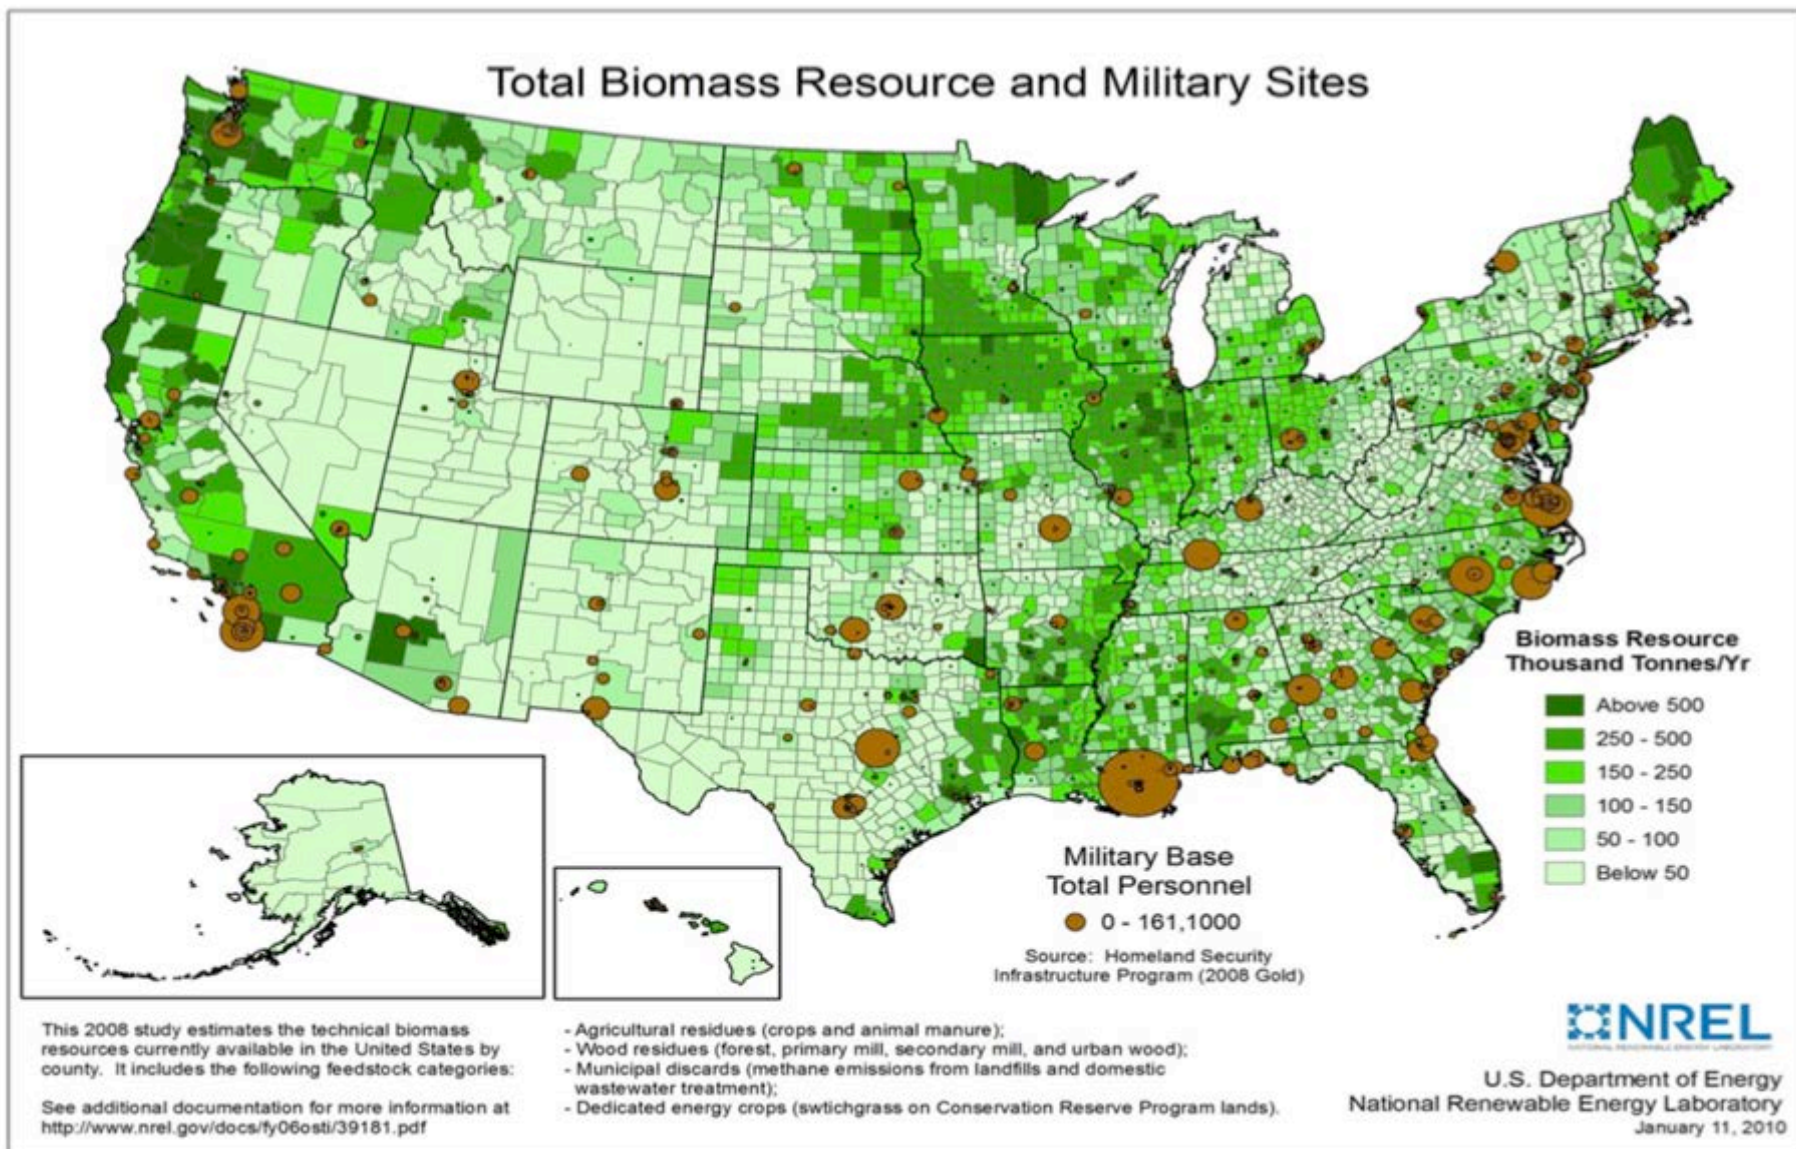 Total Biomass Resource and Military Sites
Biomass Resource
Thousand Tonnes/Yr
Above 500
250 - 500
150 - 250
100 - 150
50 - 100
Below 50
Military Base
Total Personnel
0 - 161,1000
Source: Homeland Security
Infrastructure Program (2008 Gold)
This 2008 study estimates the technical biomass
resources currently available in the United States by
county. It includes the following feedstock categories:
See additional documentation for more information at
http://www.nrel.gov/docs/fy06osti/39181.pdf
- Agricultural residues (crops and animal manure);
- Wood residues (forest, primary mill, secondary mill, and urban wood);
- Municipal discards (methane emissions from landfills and domestic
wastewater treatment);
- Dedicated energy crops (swtichgrass on Conservation Reserve Program lands).
NREL
NATIONAL RENEWABLE ENERGY LABORATORY
U.S. Department of Energy
National Renewable Energy Laboratory
January 11, 2010